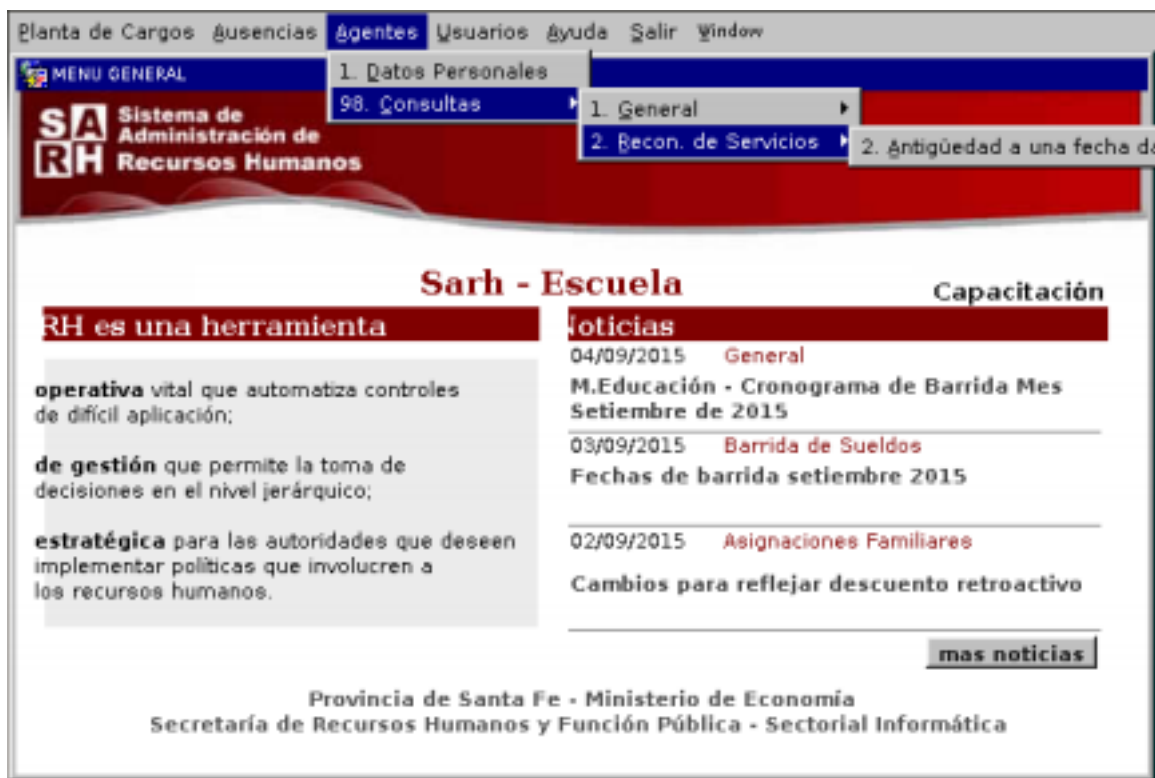 Planta de Cargos Ausencias Agentes Usuarios Ayuda Salir Window
MENU GENERAL
1. Datos Personales
98. Consultas
1. General
2. Recon. de Servicios
2. Antigüedad a una fecha da
SARH
Sistema de
Administración de
Recursos Humanos
Sarh - Escuela
Capacitación
RH es una herramienta
operativa vital que automatiza controles
de difícil aplicación;
de gestión que permite la toma de
decisiones en el nivel jerárquico;
estratégica para las autoridades que deseen
implementar políticas que involucren a
los recursos humanos.
Noticias
04/09/2015 General
M.Educación - Cronograma de Barrida Mes
Setiembre de 2015
03/09/2015 Barrida de Sueldos
Fechas de barrida setiembre 2015
02/09/2015 Asignaciones Familiares
Cambios para reflejar descuento retroactivo
mas noticias
Provincia de Santa Fe - Ministerio de Economía
Secretaría de Recursos Humanos y Función Pública - Sectorial Informática